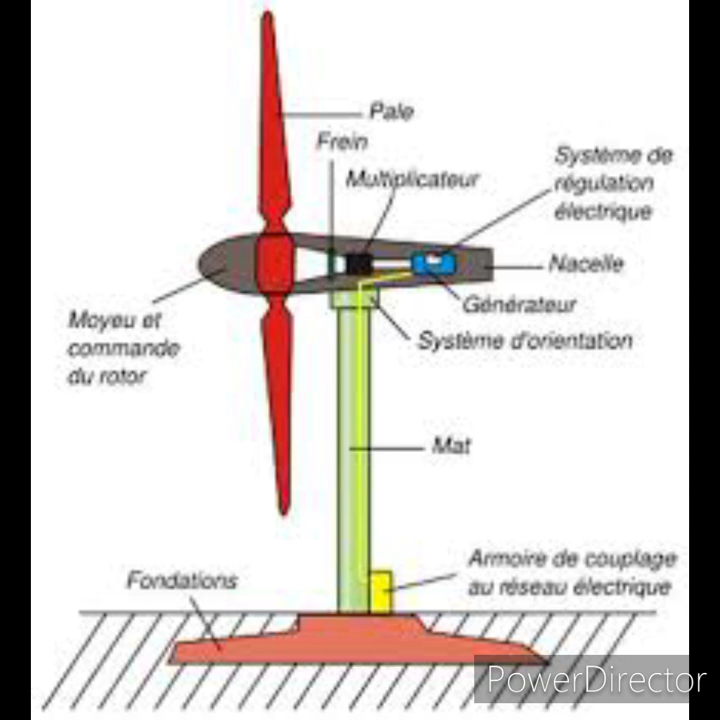 Pale
Frein
Multiplicateur
Système de
régulation
électrique
Nacelle
Générateur
Moyeu et
commande
du rotor
Système d'orientation
Mat
Armoire de couplage
au réseau électrique
Fondations
PowerDirector